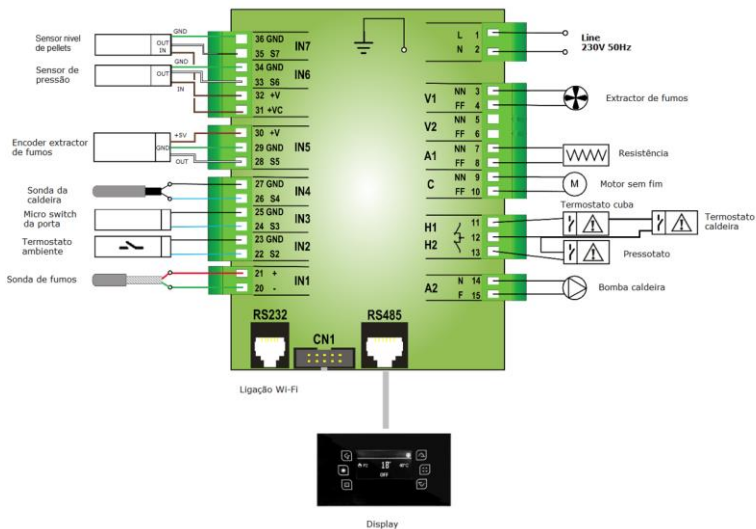 Sensor nivel
de pellets
GND
OUT
IN
36 GND
35 S7
IN7
Sensor de
pressão
GND
OUT
IN
34 GND
33 S6
IN6
32 +V
31 +VC
Encoder extractor
de fumos
+5V
GND
OUT
30 +V
29 GND
28 S5
IN5
Sonda da
caldeira
27 GND
26 S4
IN4
Micro switch
da porta
25 GND
24 S3
IN3
Termostato
ambiente
23 GND
22 S2
IN2
Sonda de fumos
21 +
20 -
IN1
L 1
N 2
Line
230V 50Hz
V1
NN 3
FF 4
Extractor de fumos
V2
NN 5
FF 6
A1
NN 7
FF 8
Resistência
C
NN 9
FF 10
M
Motor sem fim
Termostato cuba
Termostato
caldeira
H1
H2
11
12
13
Pressotato
A2
N 14
F 15
Bomba caldeira
RS232
CN1
RS485
Ligação Wi-Fi
OFF
Display